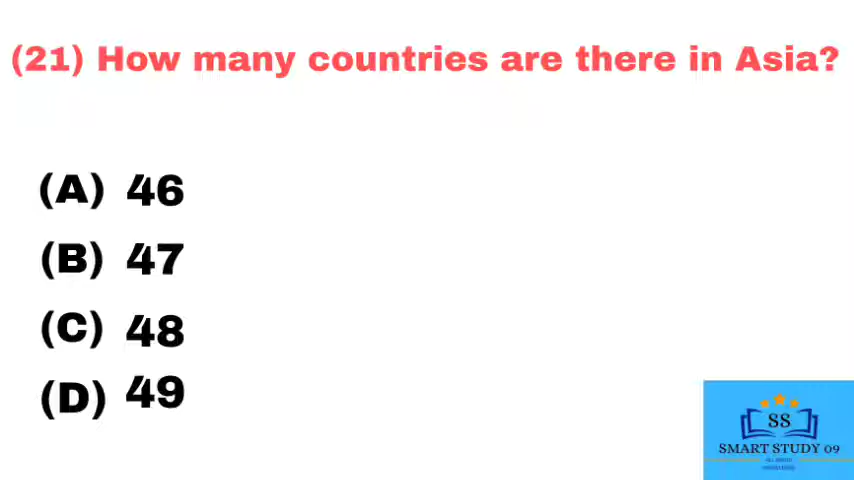 (21) How many countries are there in Asia?
(A) 46
(B) 47
(C) 48
(D) 49
SS
SMART STUDY 09